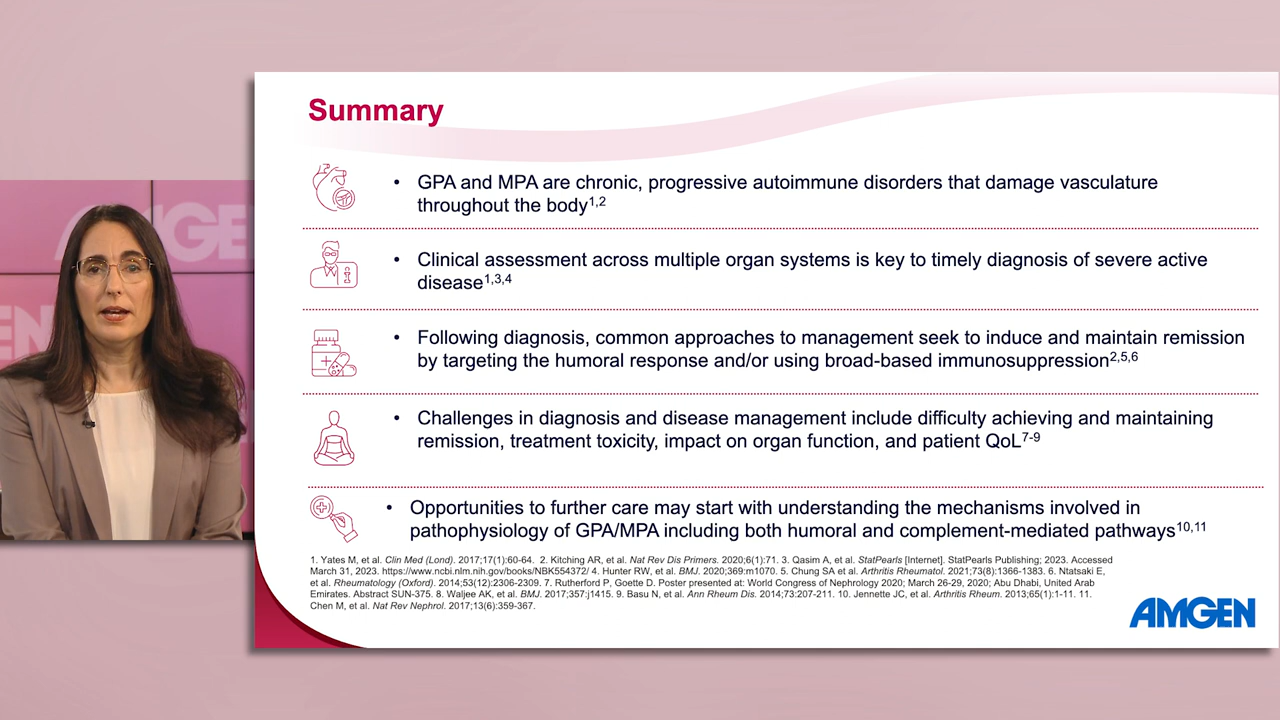 AMGEN
EN
Summary
• GPA and MPA are chronic, progressive autoimmune disorders that damage vasculature
throughout the body1,2
• Clinical assessment across multiple organ systems is key to timely diagnosis of severe active
disease1,3,4
• Following diagnosis, common approaches to management seek to induce and maintain remission
by targeting the humoral response and/or using broad-based immunosuppression2,5,6
• Challenges in diagnosis and disease management include difficulty achieving and maintaining
remission, treatment toxicity, impact on organ function, and patient QoL7-9
• Opportunities to further care may start with understanding the mechanisms involved in
pathophysiology of GPA/MPA including both humoral and complement-mediated pathways10,11
1. Yates M, et al. Clin Med (Lond). 2017;17(1):60-64. 2. Kitching AR, et al. Nat Rev Dis Primers. 2020;6(1):71. 3. Qasim A, et al. StatPearls [Internet]. StatPearls Publishing; 2023. Accessed
March 31, 2023. https://www.ncbi.nlm.nih.gov/books/NBK554372/ 4. Hunter RW, et al. BMJ. 2020;369:m1070. 5. Chung SA et al. Arthritis Rheumatol. 2021;73(8):1366-1383. 6. Ntatsaki E,
et al. Rheumatology (Oxford). 2014;53(12):2306-2309. 7. Rutherford P, Goette D. Poster presented at: World Congress of Nephrology 2020; March 26-29, 2020; Abu Dhabi, United Arab
Emirates. Abstract SUN-375. 8. Waljee AK, et al. BMJ. 2017;357:j1415. 9. Basu N, et al. Ann Rheum Dis. 2014;73:207-211. 10. Jennette JC, et al. Arthritis Rheum. 2013;65(1):1-11. 11.
Chen M, et al. Nat Rev Nephrol. 2017;13(6):359-367.
AMGEN